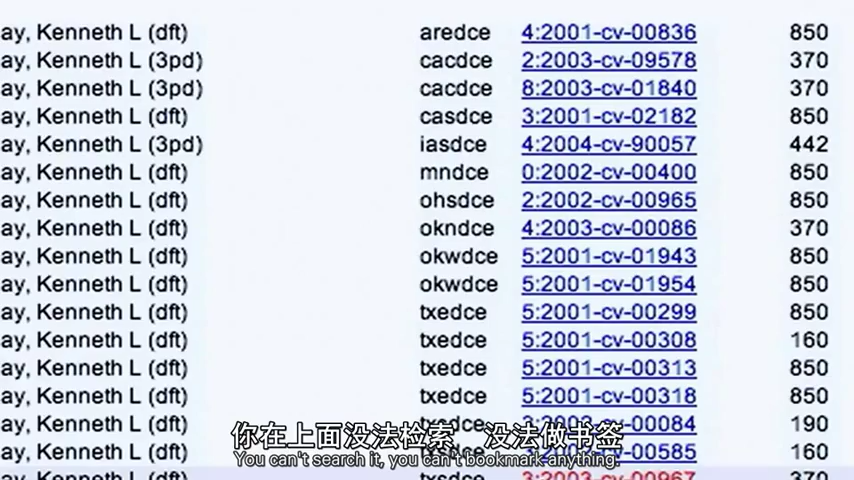 ay, Kenneth L (dft) aredce 4:2001-cv-00836 850
ay, Kenneth L (3pd) cacdce 2:2003-cv-09578 370
ay, Kenneth L (3pd) cacdce 8:2003-cv-01840 370
ay, Kenneth L (dft) casdce 3:2001-cv-02182 850
ay, Kenneth L (3pd) iasdce 4:2004-cv-90057 442
ay, Kenneth L (dft) mndce 0:2002-cv-00400 850
ay, Kenneth L (dft) ohsdce 2:2002-cv-00965 850
ay, Kenneth L (dft) okndce 4:2003-cv-00086 370
ay, Kenneth L (dft) okwdce 5:2001-cv-01943 850
ay, Kenneth L (dft) okwdce 5:2001-cv-01954 850
ay, Kenneth L (dft) txedce 5:2001-cv-00299 850
ay, Kenneth L (dft) txedce 5:2001-cv-00308 160
ay, Kenneth L (dft) txedce 5:2001-cv-00313 850
ay, Kenneth L (dft) txedce 5:2001-cv-00318 850
ay, Kenneth L (dft) 190
你在上面没法检索 没法做书签
ay, Kenneth L (dft) 160
You can't search it, you can't bookmark anything.
ay, Kenneth L (dft) txsdce 3:2003-cv-00967 370